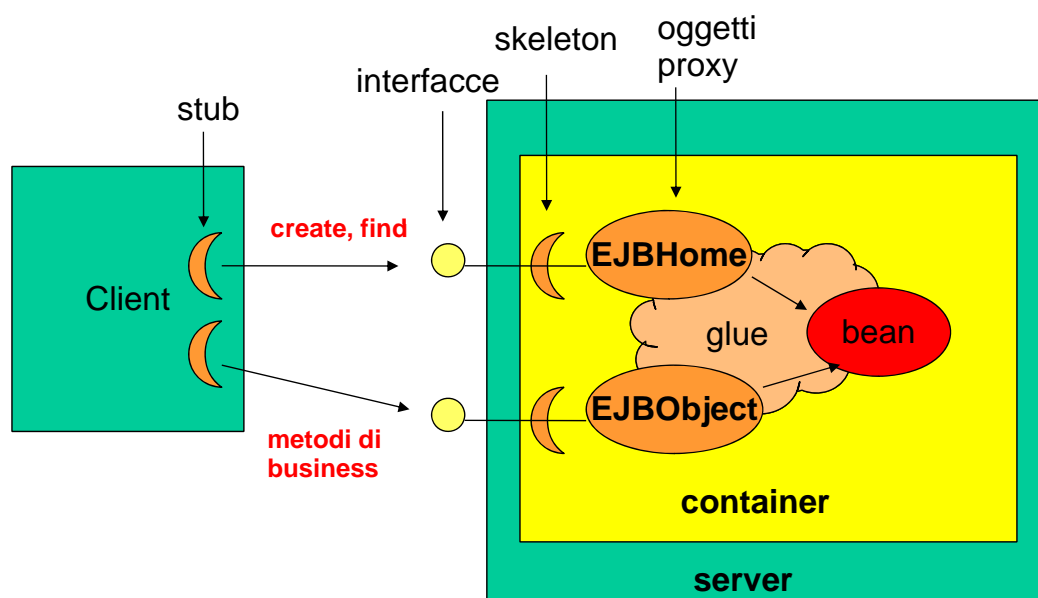 skeleton
oggetti
proxy
interfacce
stub
create, find
EJBHome
Client
glue
bean
EJBObject
metodi di
business
container
server